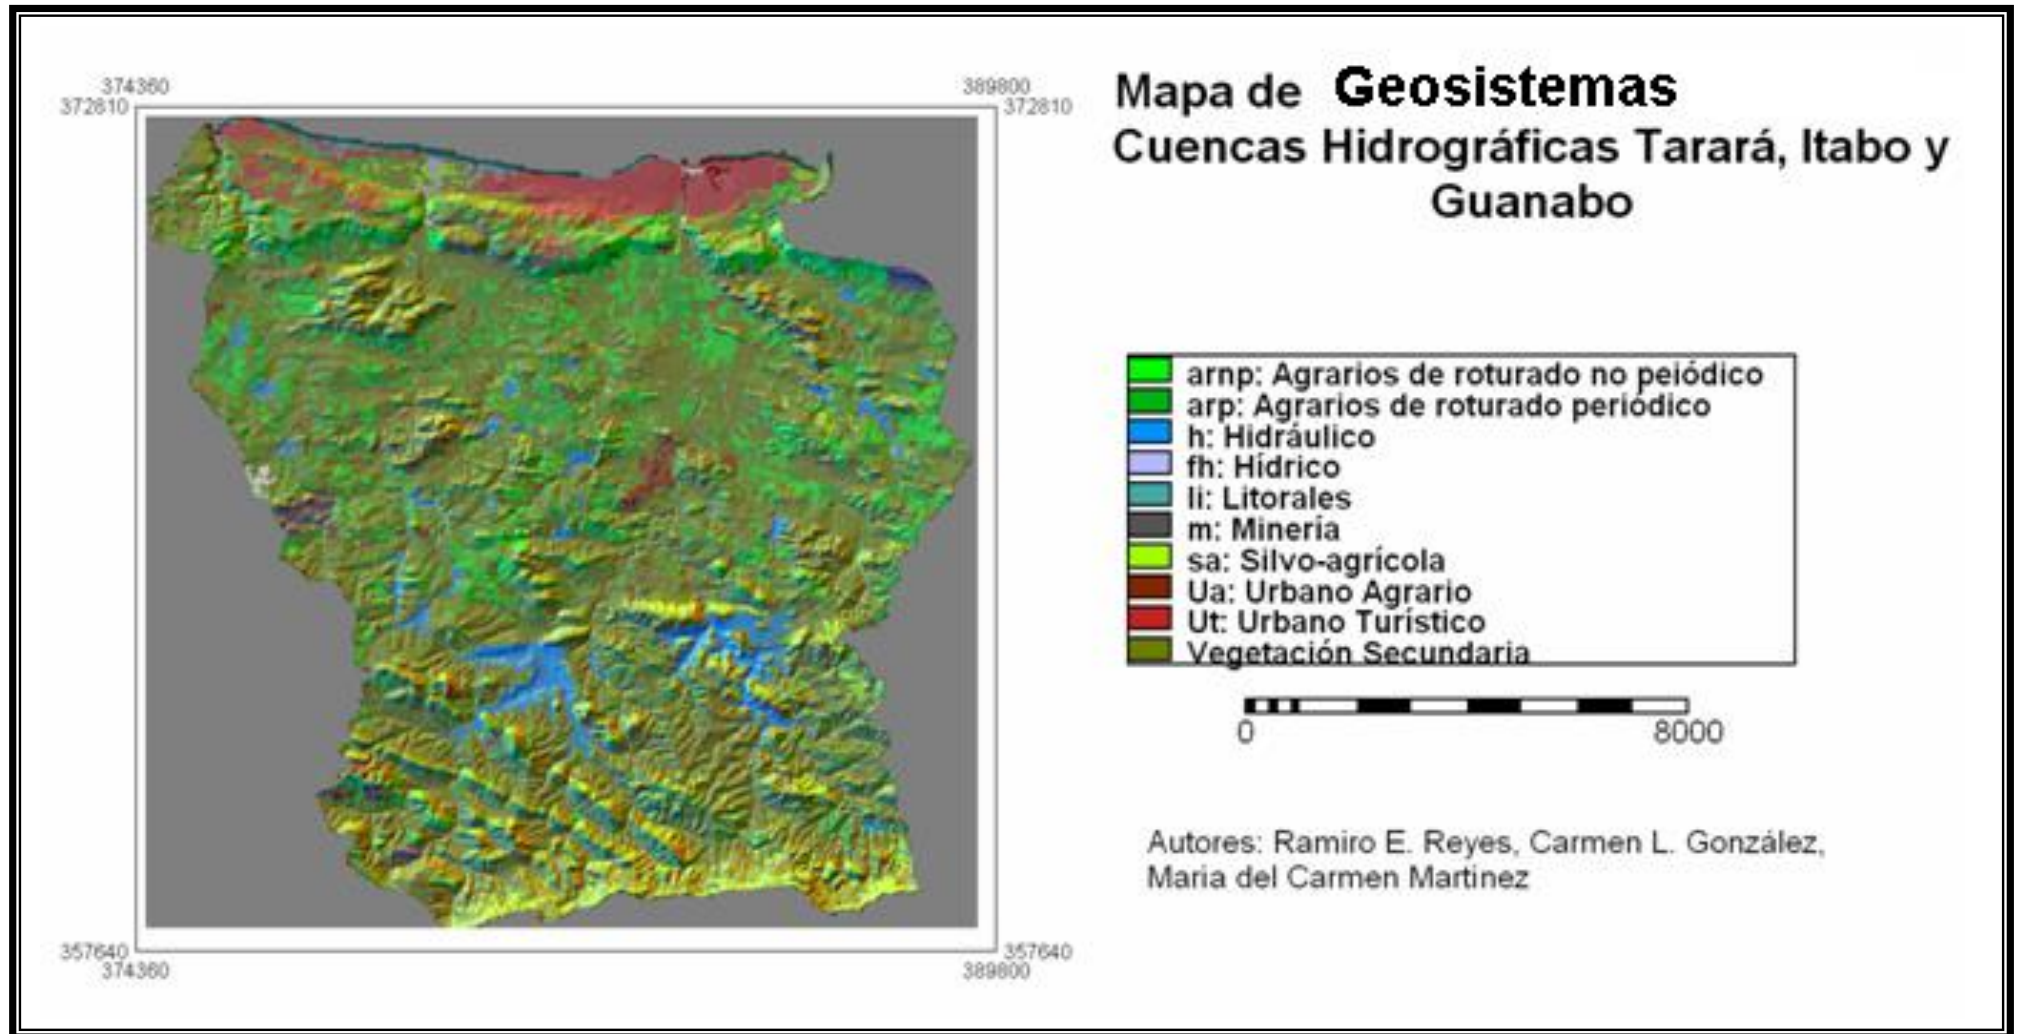 Mapa de Geosistemas
Cuencas Hidrográficas Tarará, Itabo y
Guanabo
374360
389800
372810
372810
arnp: Agrarios de roturado no peiódico
arp: Agrarios de roturado periódico
h: Hidráulico
fh: Hídrico
li: Litorales
m: Minería
sa: Silvo-agrícola
Ua: Urbano Agrario
Ut: Urbano Turístico
Vegetación Secundaria
0
8000
Autores: Ramiro E. Reyes, Carmen L. González,
Maria del Carmen Martinez
357640
357640
374360
389800